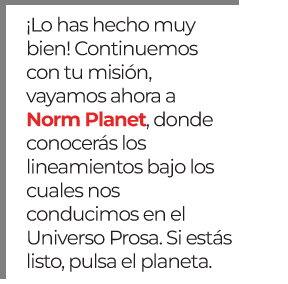 ¡Lo has hecho muy
bien! Continuemos
con tu misión,
vayamos ahora a
Norm Planet, donde
conocerás los
lineamientos bajo los
cuales nos
conducimos en el
Universo Prosa. Si estás
listo, pulsa el planeta.